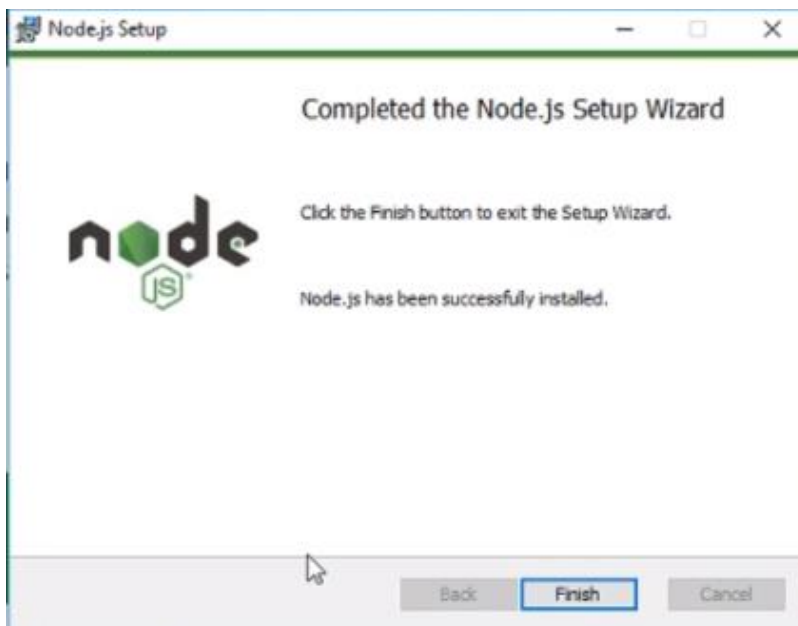 Node.js Setup
Completed the Node.js Setup Wizard
Click the Finish button to exit the Setup Wizard.
node
JS
Node.js has been successfully installed.
Back
Finish
Cancel